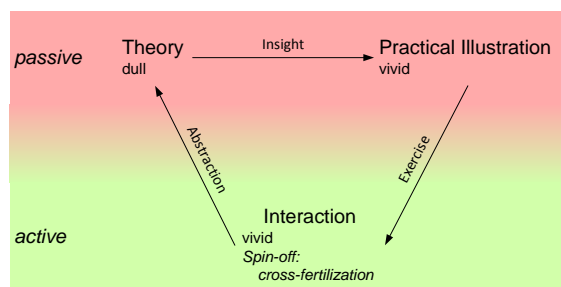 passive
Theory
dull
Insight
Practical Illustration
vivid
Abstraction
Exercise
active
Interaction
vivid
Spin-off:
cross-fertilization